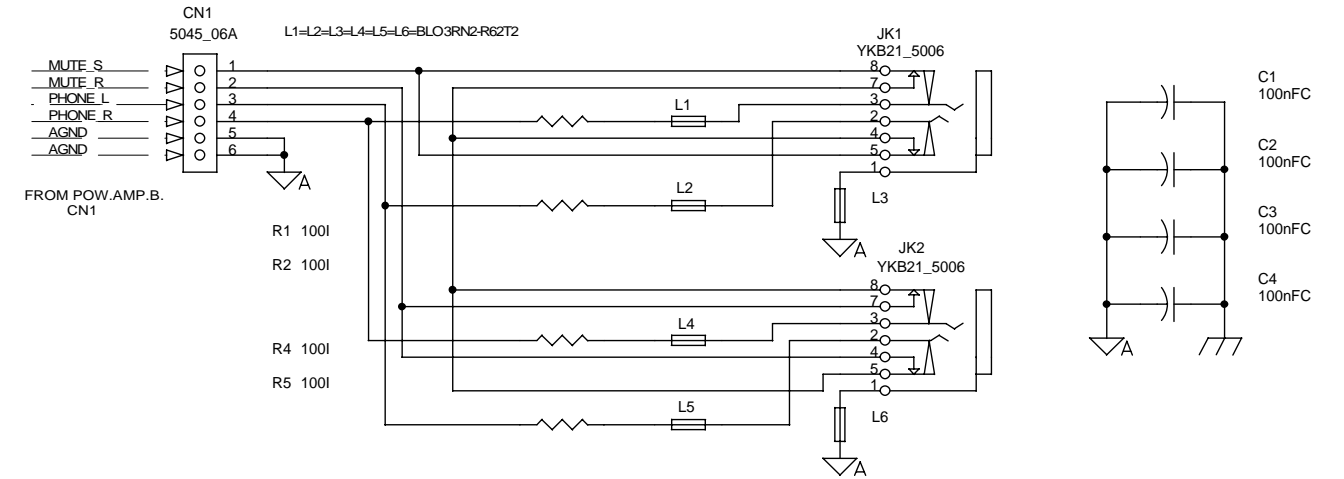 CN1
5045_06A
L1=L2=L3=L4=L5=L6=BLO3RN2-R62T2
JK1
YKB21_5006
MUTE_S
MUTE_R
PHONE_L
PHONE_R
AGND
AGND
1
2
3
4
5
6
A
FROM POW.AMP.B.
CN1
L1
L2
8
7
3
2
4
5
1
L3
A
R1 100I
R2 100I
JK2
YKB21_5006
L4
L5
8
7
3
2
4
5
1
L6
A
R4 100I
R5 100I
C1
100nFC
C2
100nFC
C3
100nFC
C4
100nFC
A